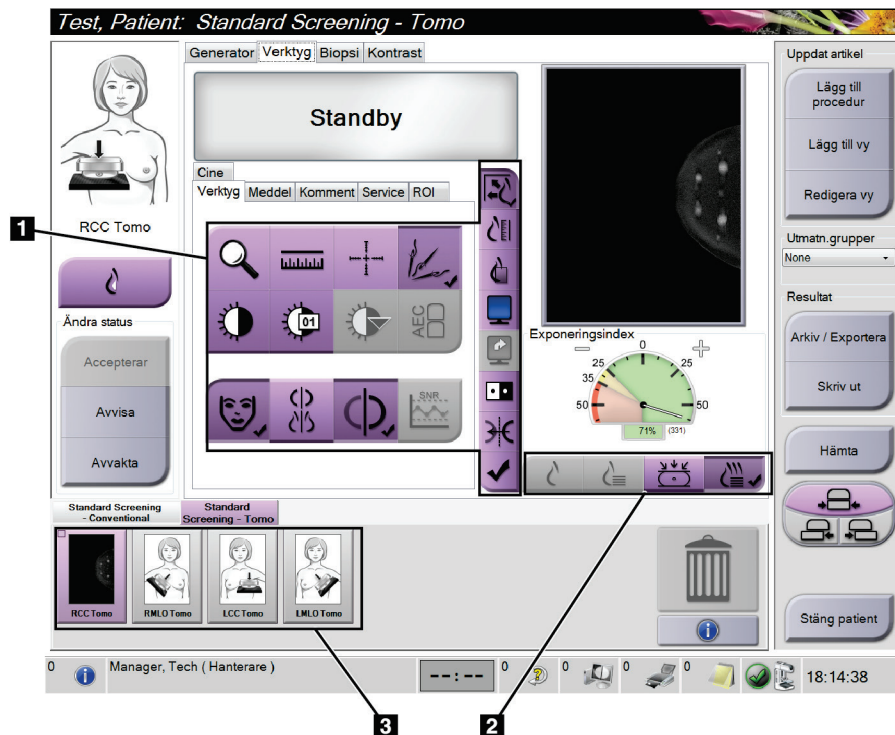 Test, Patient: Standard Screening - Tomo
Generator Verktyg Biopsi Kontrast
Standby
Cine
Verktyg Meddel Komment Service ROI
1
RCC Tomo
01
AEC
SNR
Ändra status
Accepterar
Avvisa
Avvakta
Exponeringsindex
0
25 25
35
50 50
71% (331)
Uppdat artikel
Lägg till
procedur
Lägg till vy
Redigera vy
Utmatn.grupper
None
Resultat
Arkiv / Exportera
Skriv ut
Hämta
Stäng patient
Standard Screening
- Conventional
Standard
Screening - Tomo
RCC Tomo RMLO Tomo LCC Tomo LMLO Tomo
0 Manager, Tech ( Hanterare ) --:-- 0 0 0 0 18:14:38
3 2